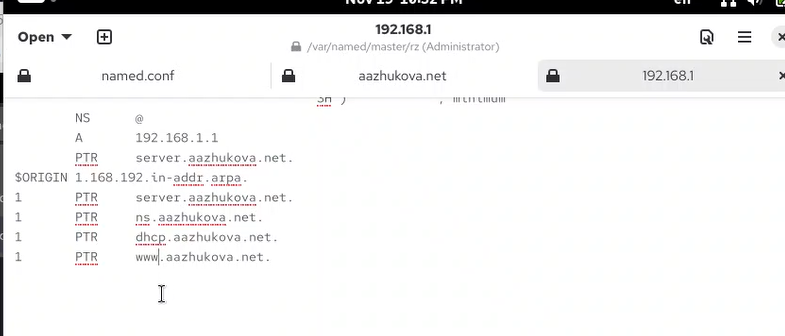 Nov 19 10:52 PM
en
Open
192.168.1
/var/named/master/rz (Administrator)
named.conf
aazhukova.net
192.168.1
3H ) ; minimum
NS @
A 192.168.1.1
PTR server.aazhukova.net.
$ORIGIN 1.168.192.in-addr.arpa.
1 PTR server.aazhukova.net.
1 PTR ns.aazhukova.net.
1 PTR dhcp.aazhukova.net.
1 PTR www.aazhukova.net.